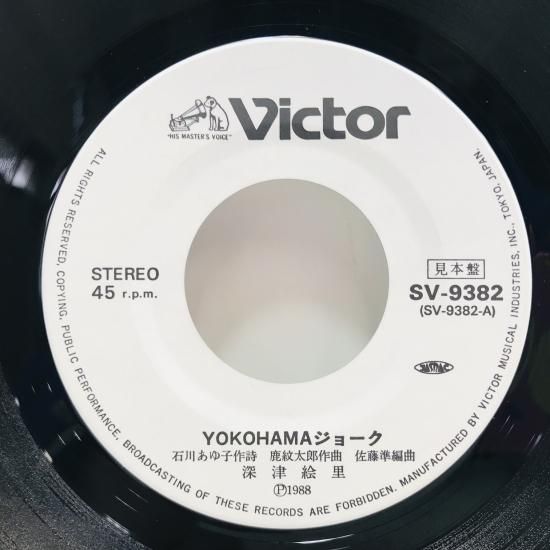 Victor
"HIS MASTER'S VOICE"
STEREO
45 r.p.m.
見本盤
SV-9382
(SV-9382-A)
JASRAC
YOKOHAMAジョーク
石川あゆ子作詩 鹿紋太郎作曲 佐藤準編曲
深津絵里
Ⓟ1988
ALL RIGHTS RESERVED, COPYING, PUBLIC PERFORMANCE, BROADCASTING OF THESE RECORDS ARE FORBIDDEN. MANUFACTURED BY VICTOR MUSICAL INDUSTRIES, INC., TOKYO, JAPAN.